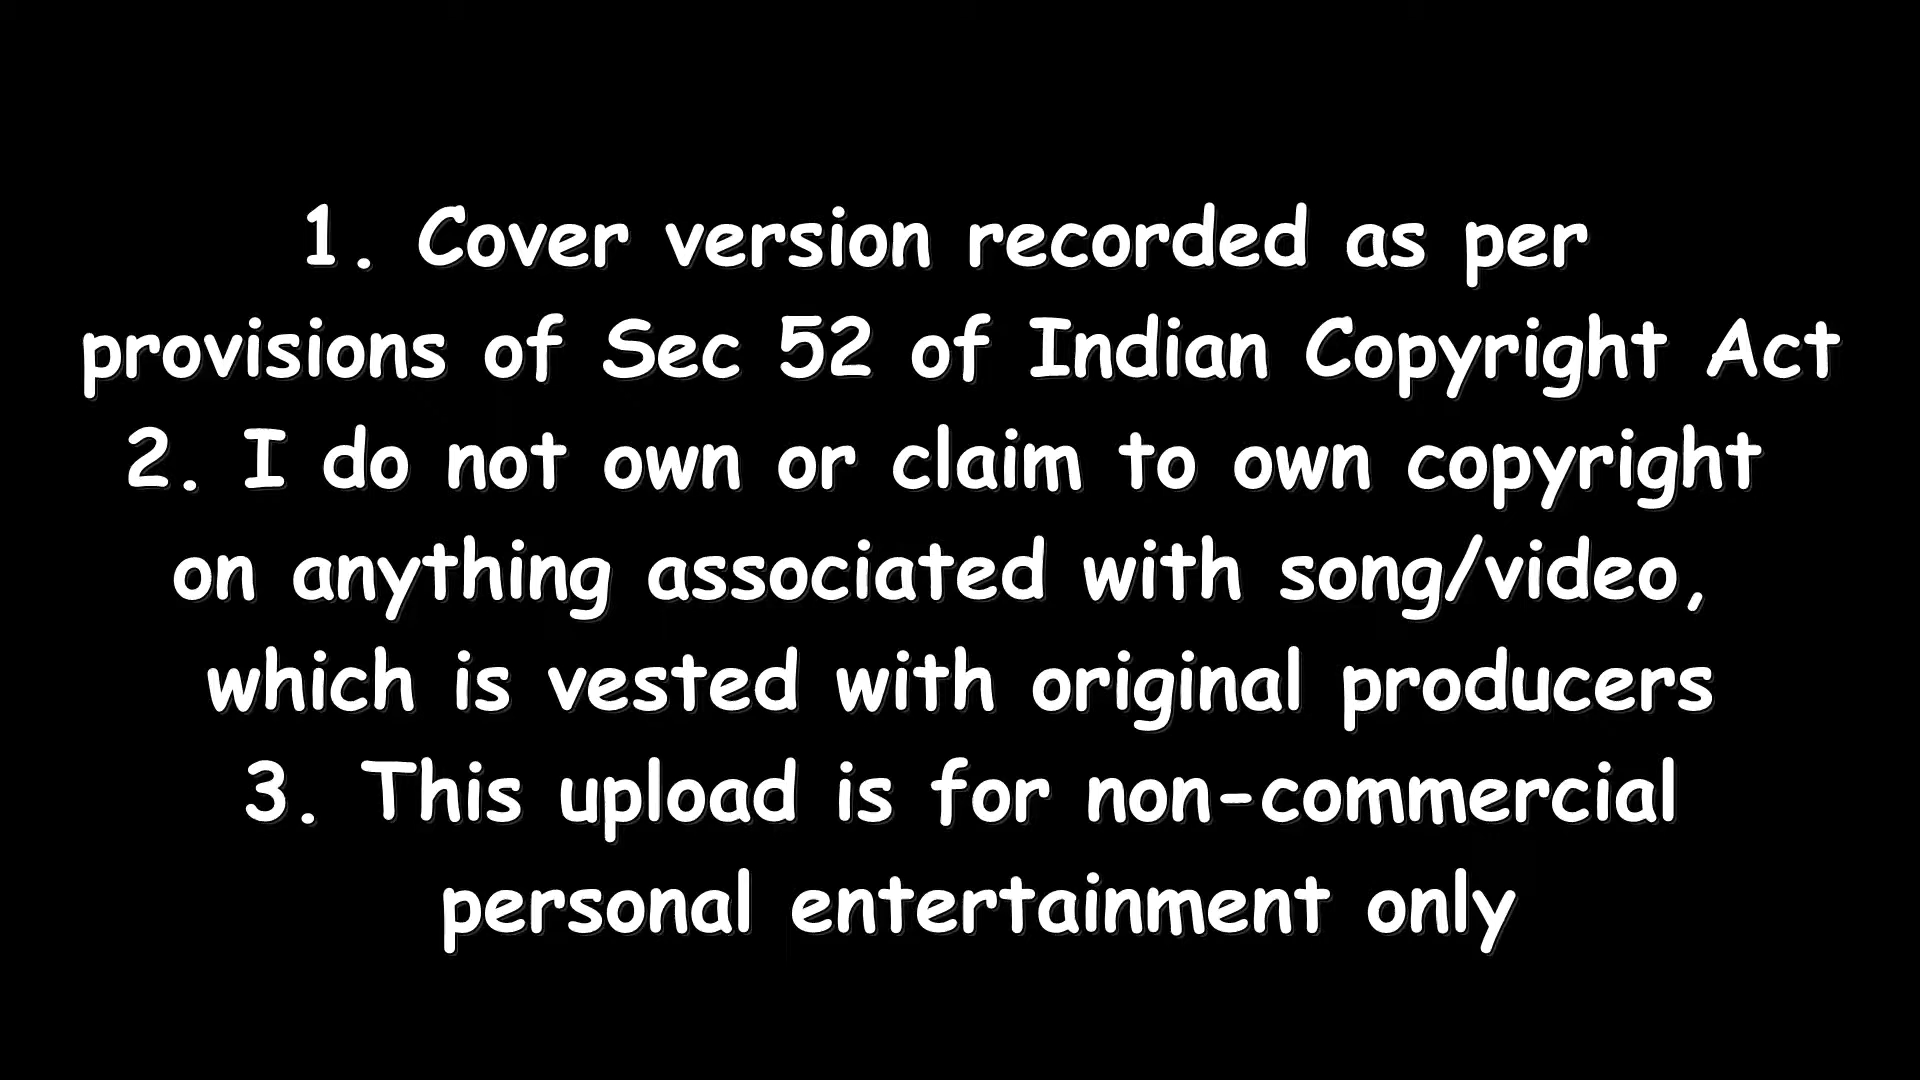 1. Cover version recorded as per
provisions of Sec 52 of Indian Copyright Act
2. I do not own or claim to own copyright
on anything associated with song/video,
which is vested with original producers
3. This upload is for non-commercial
personal entertainment only